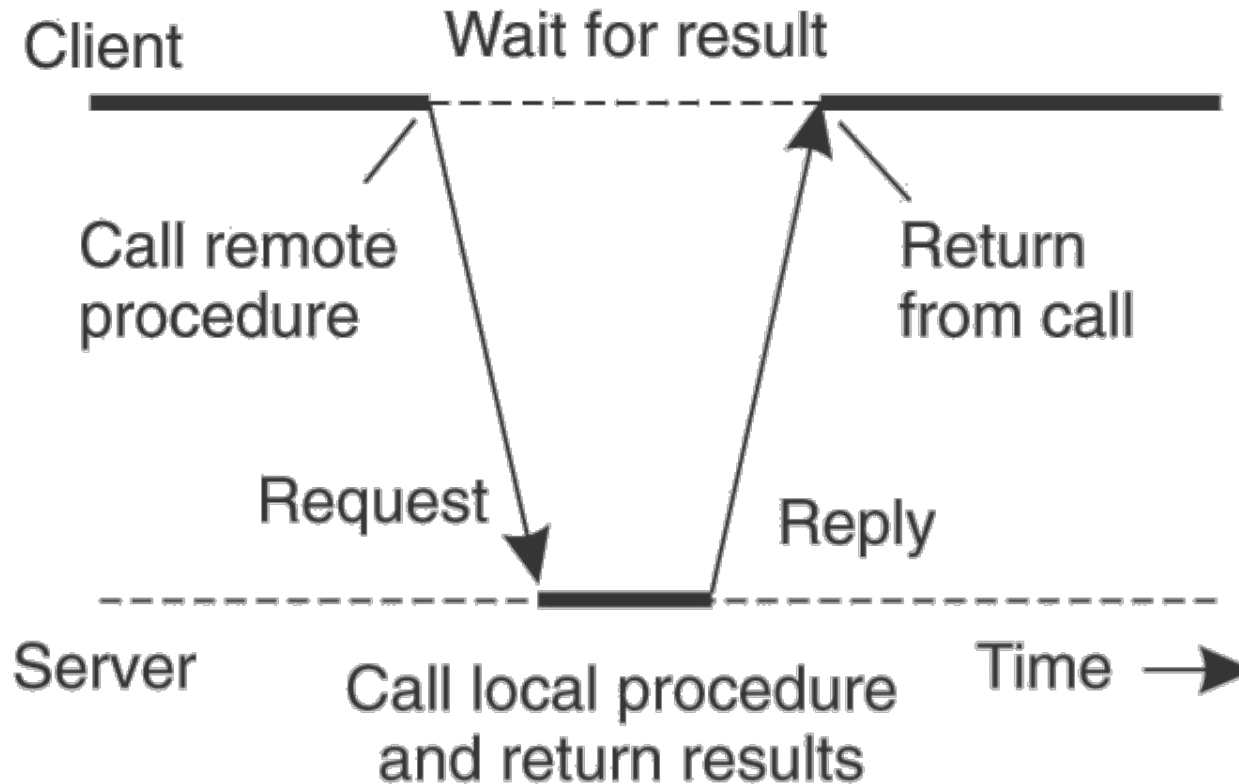 Client
Wait for result
Call remote
procedure
Return
from call
Request
Reply
Server
Time
Call local procedure
and return results